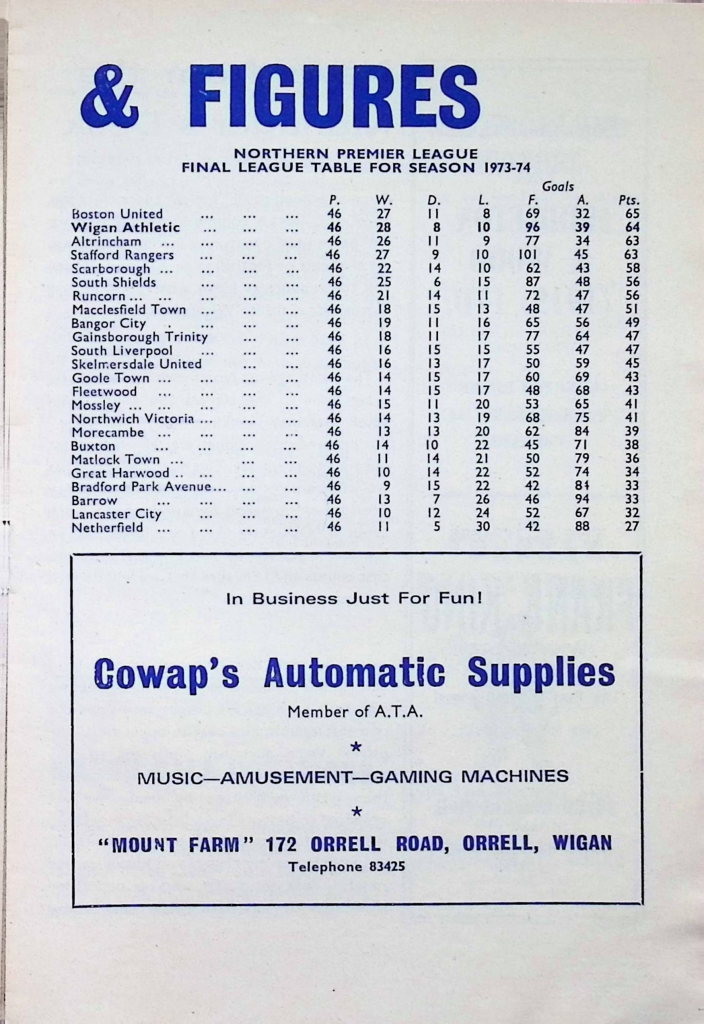 & FIGURES
NORTHERN PREMIER LEAGUE
FINAL LEAGUE TABLE FOR SEASON 1973-74
Goals
P. W. D. L. F. A. Pts.
Boston United ... ... ... 46 27 11 8 69 32 65
Wigan Athletic ... ... ... 46 28 8 10 96 39 64
Altrincham ... ... ... 46 26 11 9 77 34 63
Stafford Rangers ... ... ... 46 27 9 10 101 45 63
Scarborough ... ... ... 46 22 14 10 62 43 58
South Shields ... ... 46 25 6 15 87 48 56
Runcorn ... ... ... ... 46 21 14 11 72 47 56
Macclesfield Town ... ... ... 46 18 15 13 48 47 51
Bangor City . ... ... 46 19 11 16 65 56 49
Gainsborough Trinity ... ... 46 18 11 17 77 64 47
South Liverpool ... ... ... 46 16 15 15 55 47 47
Skelmersdale United ... ... 46 16 13 17 50 59 45
Goole Town ... ... ... 46 14 15 17 60 69 43
Fleetwood ... ... ... 46 14 15 17 48 68 43
Mossley ... ... ... ... 46 15 11 20 53 65 41
Northwich Victoria ... ... ... 46 14 13 19 68 75 41
Morecambe ... ... ... 46 13 13 20 62 84 39
Buxton ... ... ... 46 14 10 22 45 71 38
Matlock Town ... ... ... 46 11 14 21 50 79 36
Great Harwood .. ... ... 46 10 14 22 52 74 34
Bradford Park Avenue ... ... ... 46 9 15 22 42 84 33
Barrow ... ... ... 46 13 7 26 46 94 33
Lancaster City ... ... ... 46 10 12 24 52 67 32
Netherfield ... ... ... 46 11 5 30 42 88 27
In Business Just For Fun!
Cowap's Automatic Supplies
Member of A.T.A.
★
MUSIC—AMUSEMENT—GAMING MACHINES
★
"MOUNT FARM" 172 ORRELL ROAD, ORRELL, WIGAN
Telephone 83425